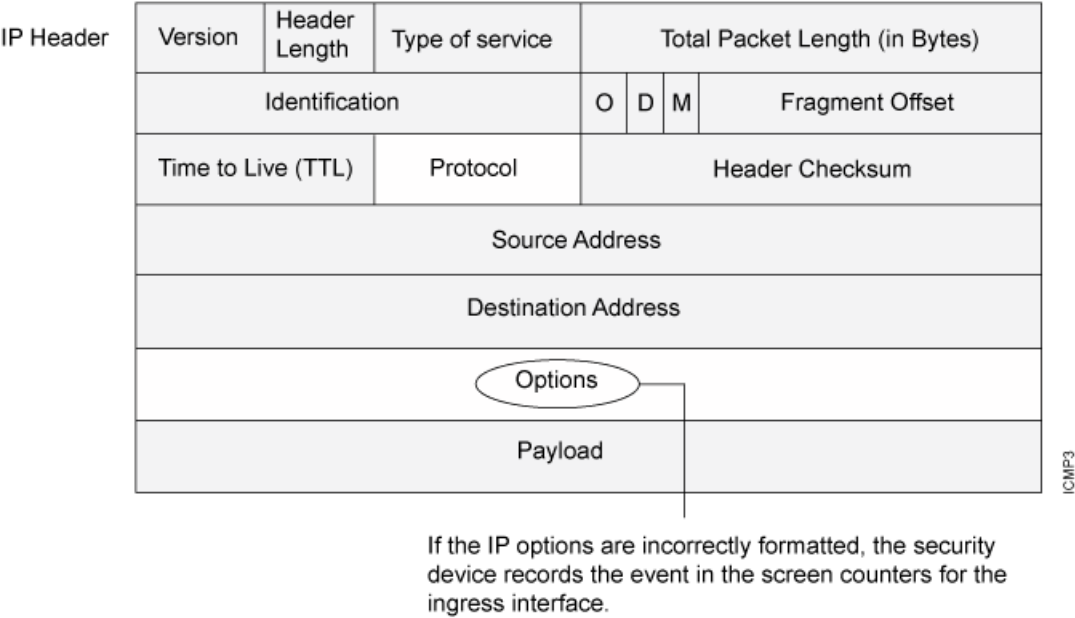 IP Header
Version
Header
Length
Type of service
Total Packet Length (in Bytes)
Identification
O
D
M
Fragment Offset
Time to Live (TTL)
Protocol
Header Checksum
Source Address
Destination Address
Options
Payload
ICMP3
If the IP options are incorrectly formatted, the security
device records the event in the screen counters for the
ingress interface.